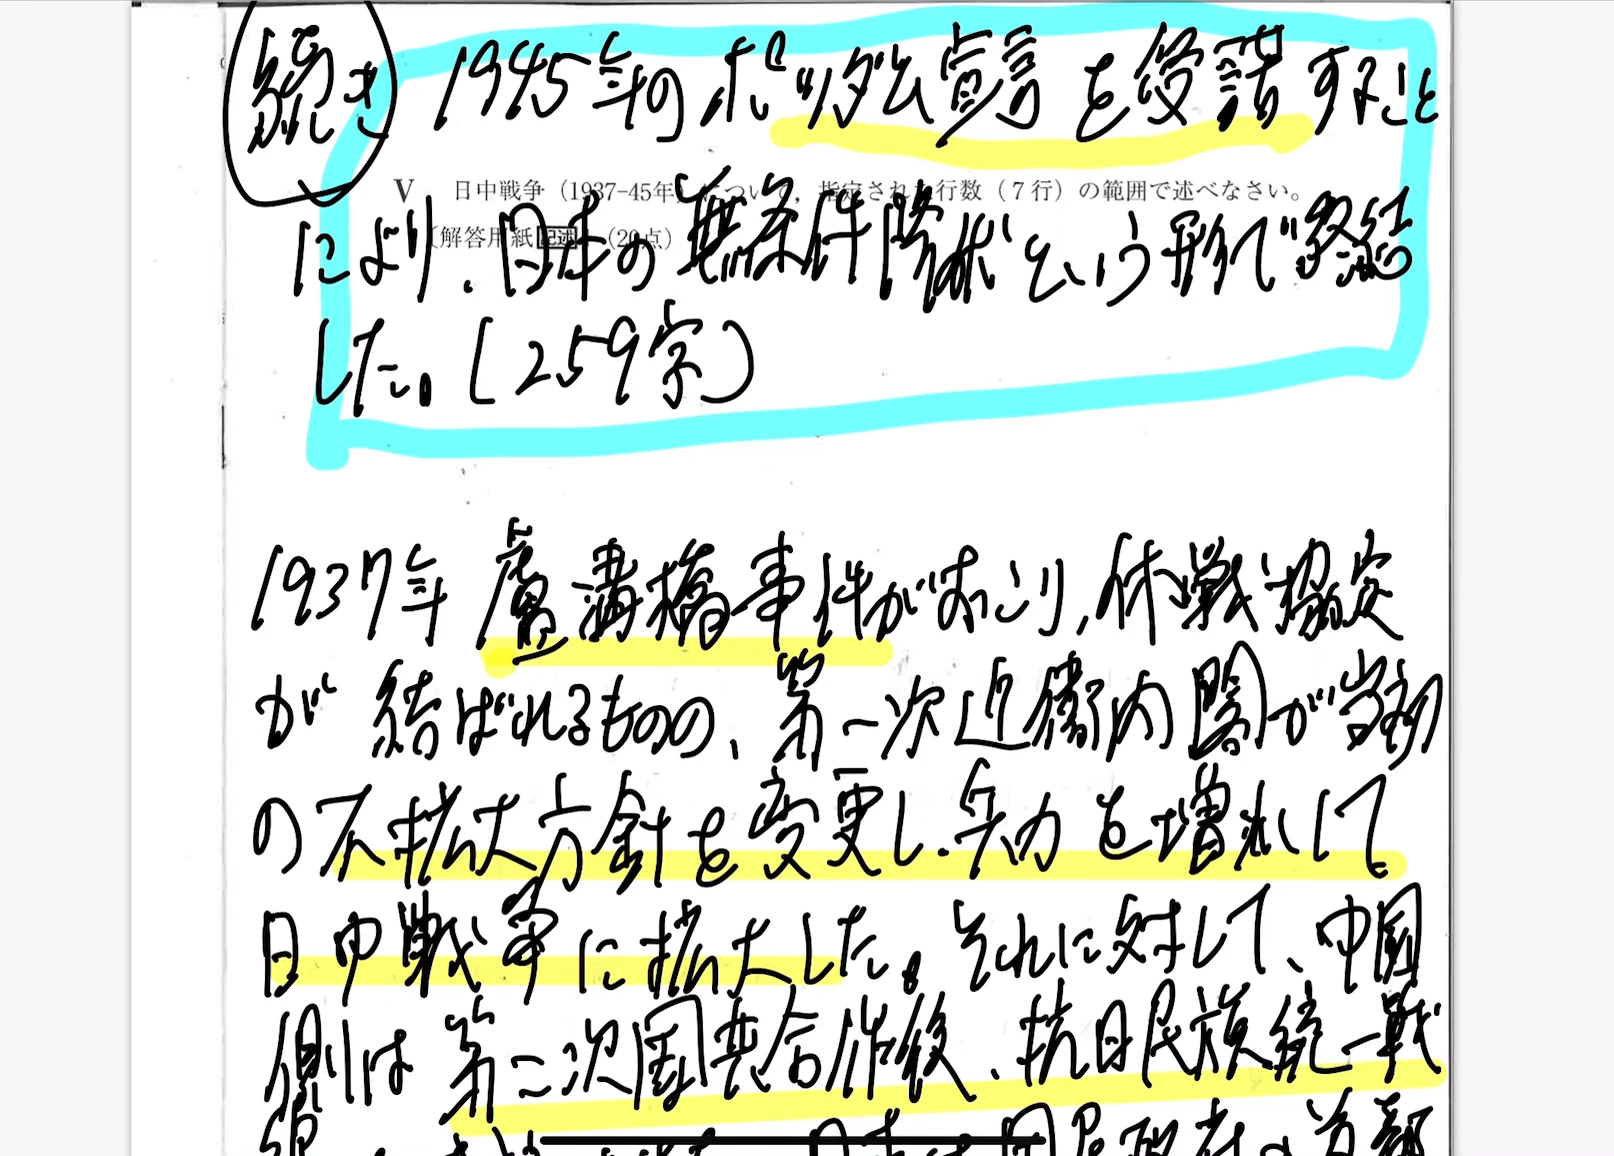 続き 1945年のポツダム宣言を受諾すること
V 日中戦争（1937-45年）について，指定された行数（7行）の範囲で述べなさい。
〔解答用紙記述〕（20点）
により、日本の無条件降伏という形で終結
した。(259字)
1937年盧溝橋事件がおこり、休戦協定
が結ばれるものの、第一次近衛内閣が当初
の不拡大方針を変更し、兵力を増派して
日中戦争に拡大した。それに対して、中国
側は第二次国共合作後、抗日民族統一戦